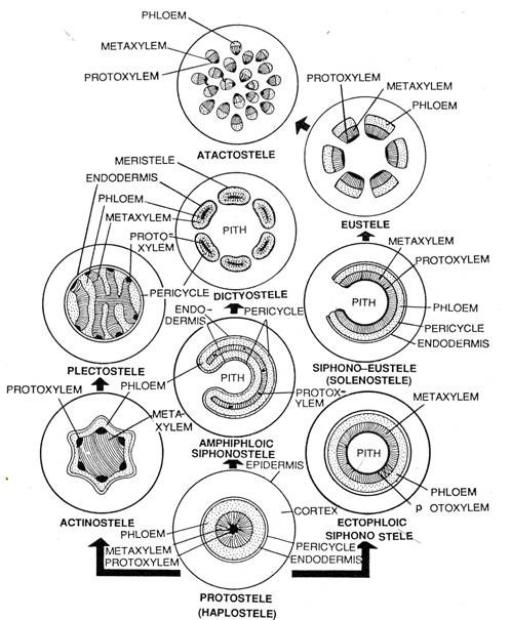 PHLOEM
METAXYLEM
PROTOXYLEM
ATACTOSTELE
PROTOXYLEM
METAXYLEM
PHLOEM
EUSTELE
MERISTELE
ENDODERMIS
PHLOEM
METAXYLEM
PROTO-
XYLEM
PITH
PERICYCLE
DICTYOSTELE
PLECTOSTELE
METAXYLEM
PROTOXYLEM
PITH
PHLOEM
PERICYCLE
ENDODERMIS
SIPHONO-EUSTELE
(SOLENOSTELE)
ENDO-
DERMIS
PERICYCLE
PHLOEM
PITH
PROTOX-
YLEM
AMPHIPHLOIC
SIPHONOSTELE
PROTOXYLEM
META-
XYLEM
ACTINOSTELE
METAXYLEM
PITH
PHLOEM
P OTOXYLEM
ECTOPHLOIC
SIPHONO STELE
EPIDERMIS
CORTEX
PHLOEM
METAXYLEM
PROTOXYLEM
PERICYCLE
ENDODERMIS
PROTOSTELE
(HAPLOSTELE)